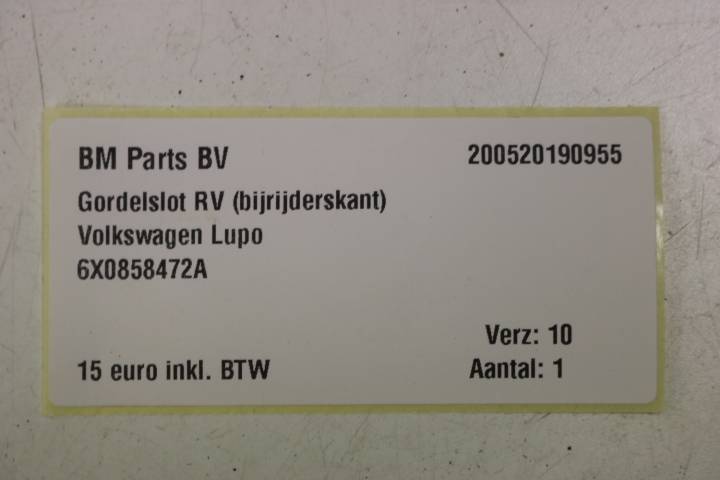 BM Parts BV 200520190955
Gordelslot RV (bijrijderskant)
Volkswagen Lupo
6X0858472A
Verz: 10
15 euro inkl. BTW Aantal: 1